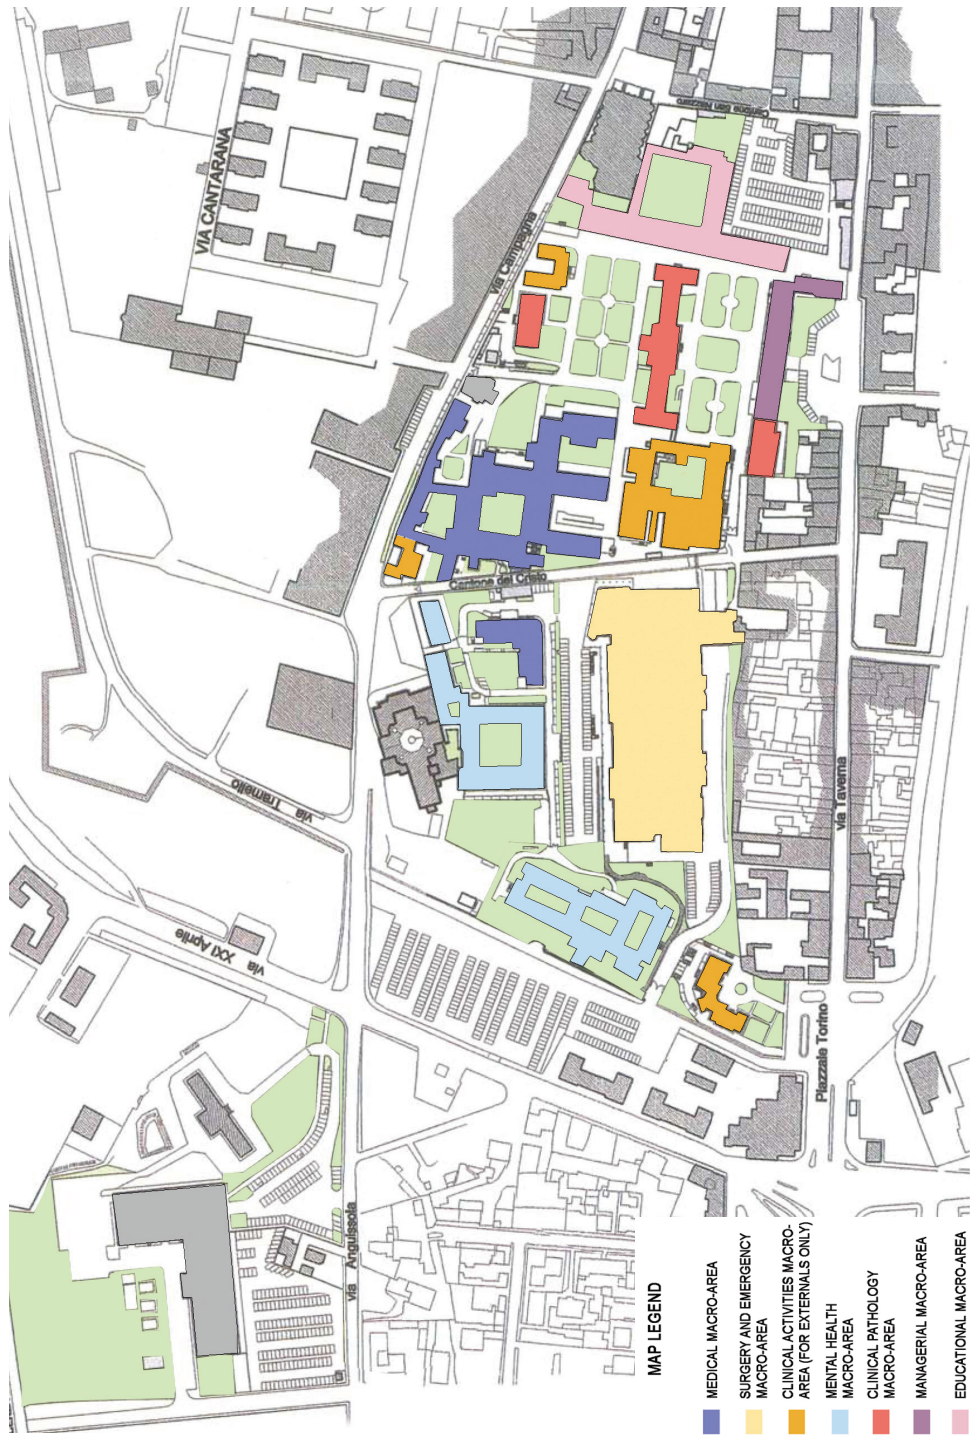 VIA CANTARANA
via Campagna
Cantone San Nazzaro
Cantone del Cristo
via Tramello
via XXI Aprile
via Taverna
Piazzale Torino
via Anguissola
MAP LEGEND
MEDICAL MACRO-AREA
SURGERY AND EMERGENCY
MACRO-AREA
CLINICAL ACTIVITIES MACRO-
AREA (FOR EXTERNALS ONLY)
MENTAL HEALTH
MACRO-AREA
CLINICAL PATHOLOGY
MACRO-AREA
MANAGERIAL MACRO-AREA
EDUCATIONAL MACRO-AREA